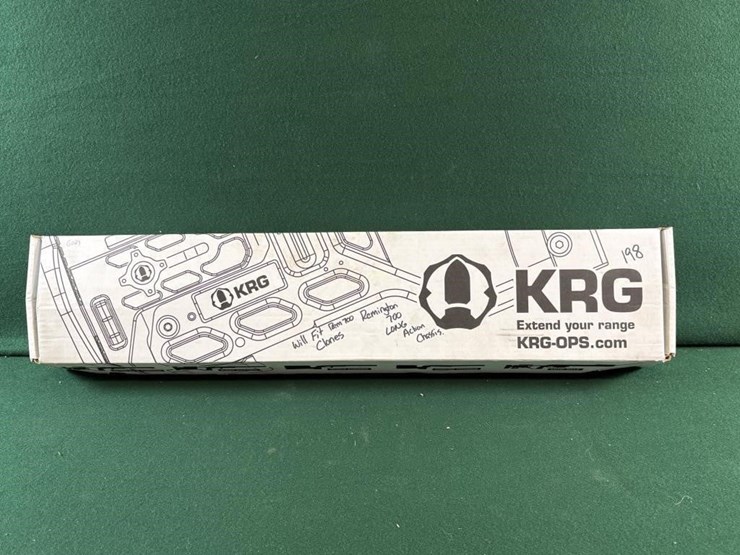 KRG
Will Fit Rem 700
Clones
Remington
700
LONG
Action
Chassis
KRG
Extend your range
KRG-OPS.com
198